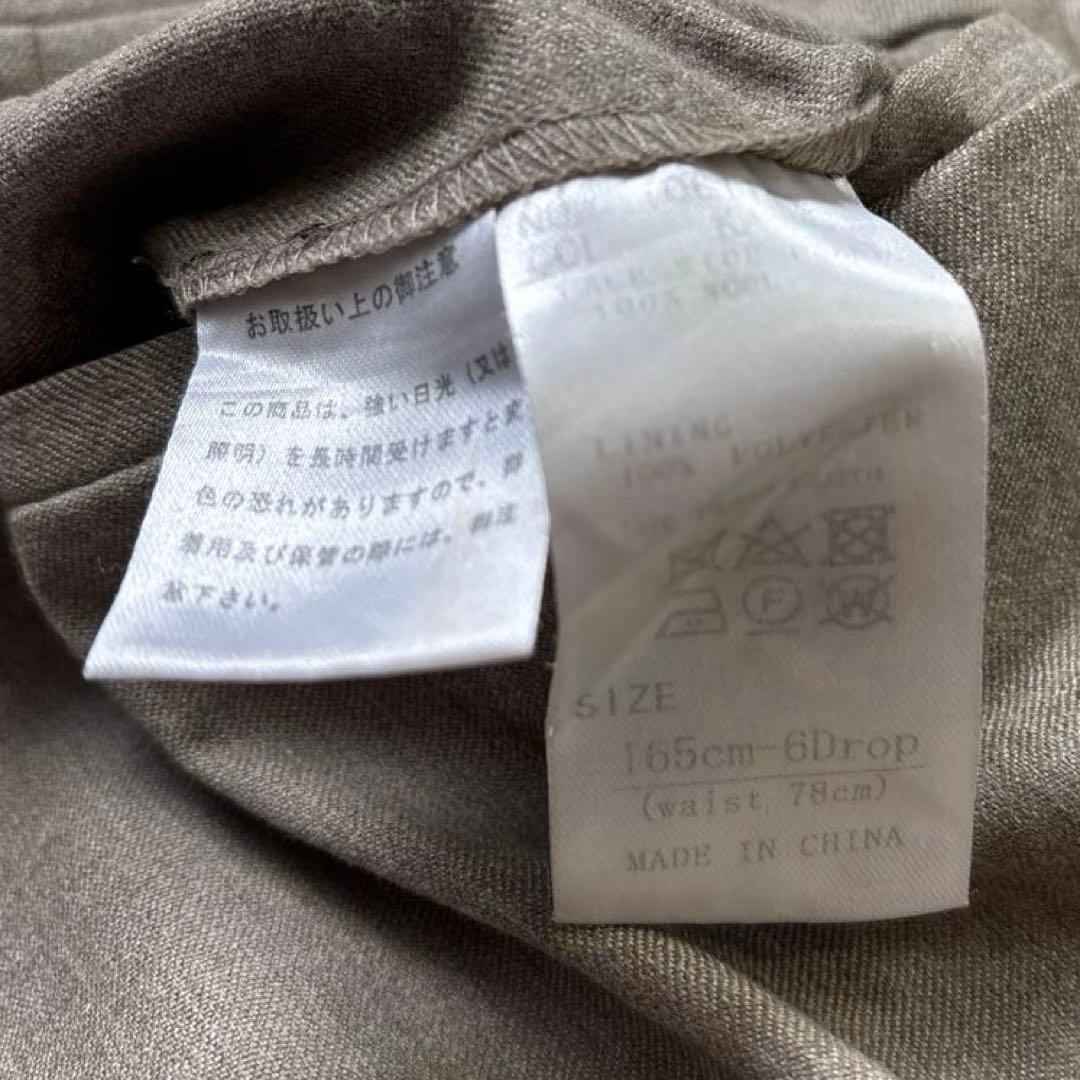 お取扱い上の御注意
この商品は、強い日光（又は
照明）を長時間受けますと変
色の恐れがありますので、御
着用及び保管の際には、御注
意下さい。
100% WOOL
LINING
100% POLYESTER
CLOTH
F
W
SIZE
165cm-6Drop
(waist 78cm)
MADE IN CHINA